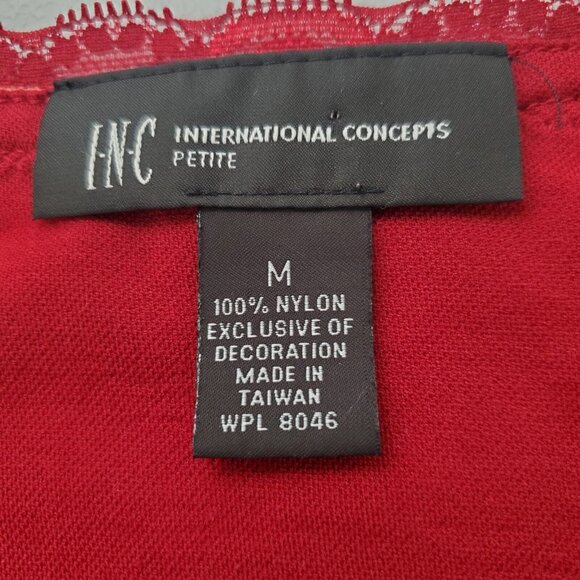 I·N·C INTERNATIONAL CONCEPTS
PETITE
M
100% NYLON
EXCLUSIVE OF
DECORATION
MADE IN
TAIWAN
WPL 8046